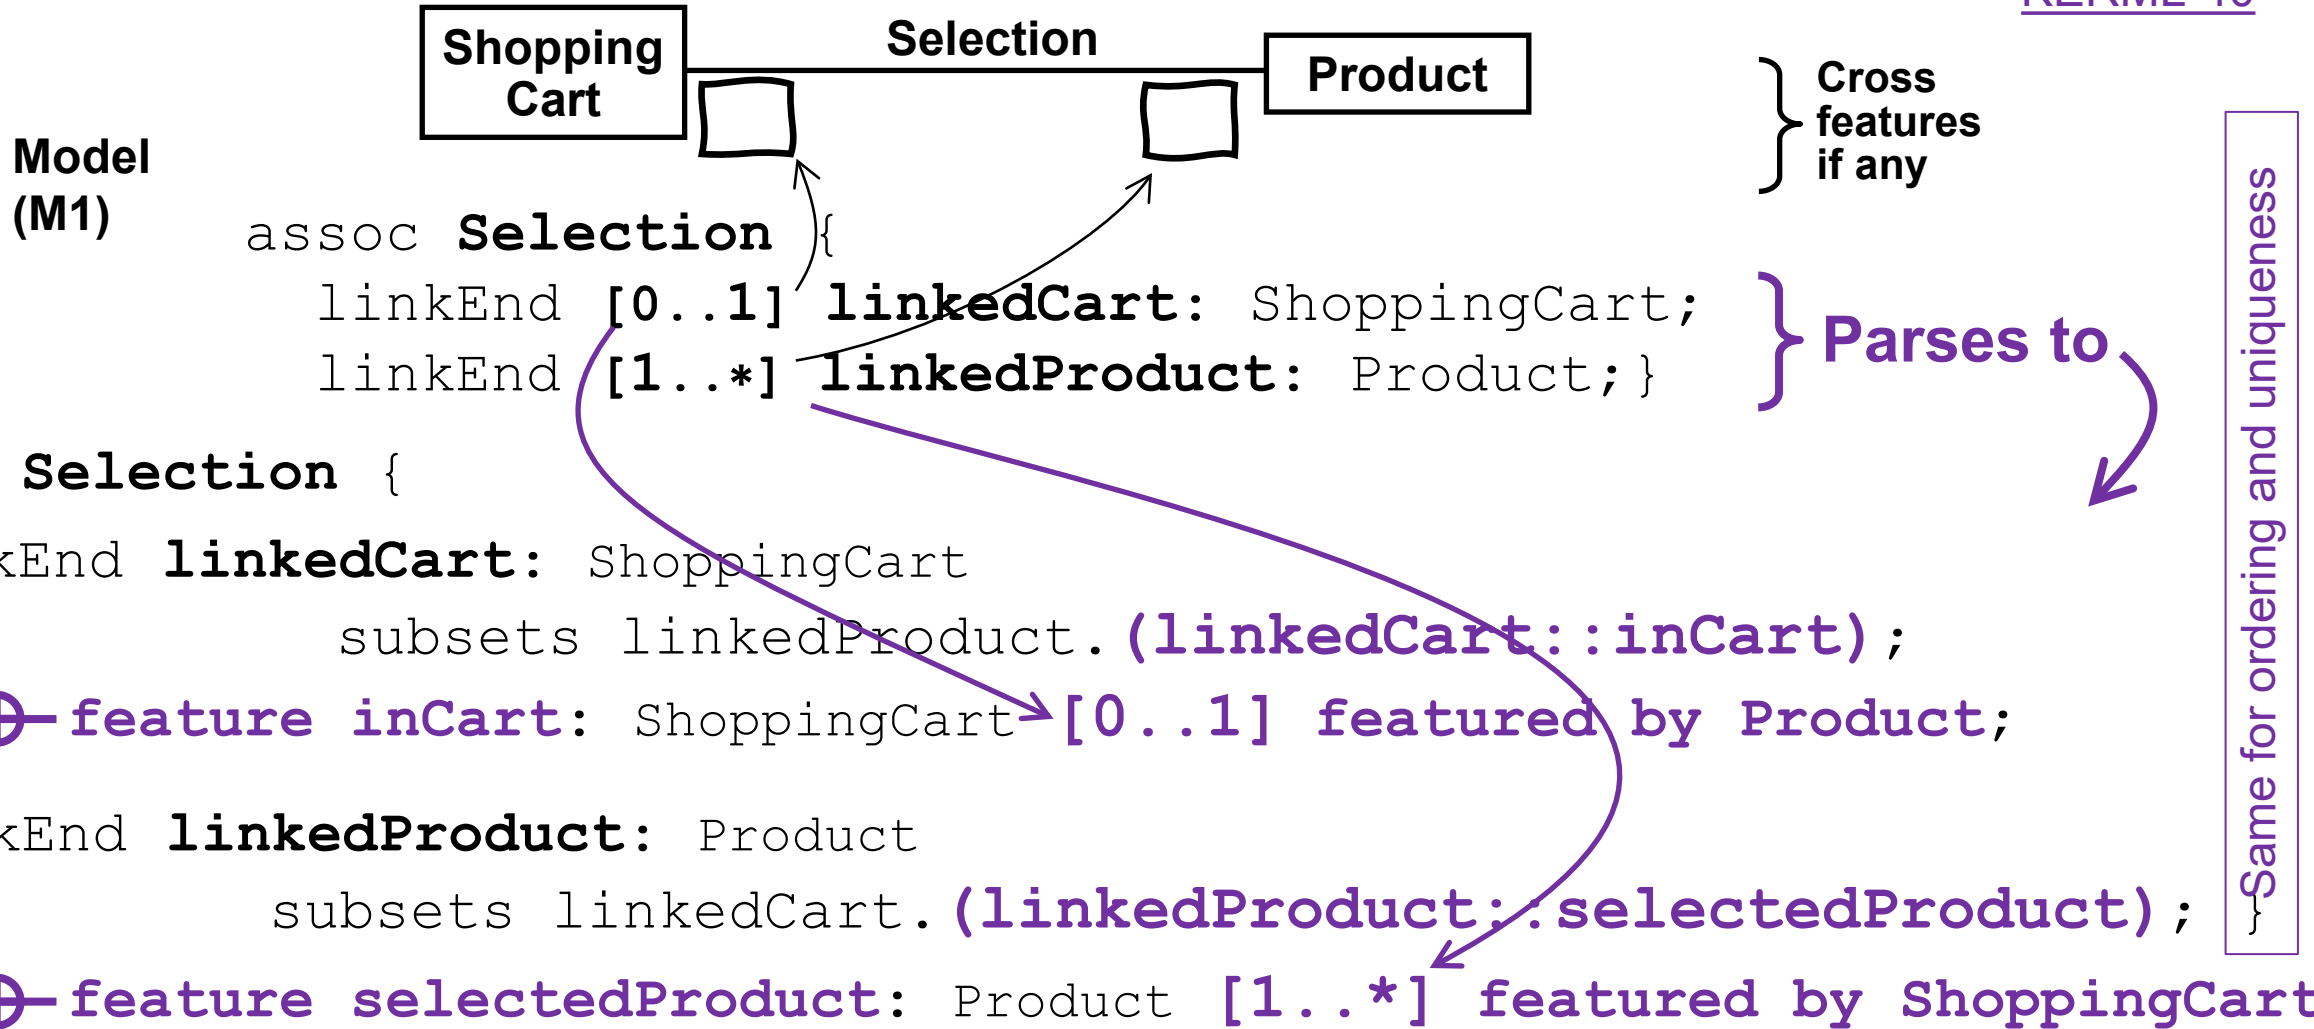 Shopping
Cart
Selection
Product
Cross
features
if any
Model
(M1)
assoc Selection {
linkEnd [0..1] linkedCart: ShoppingCart;
linkEnd [1..*] linkedProduct: Product;}
Parses to
Selection {
kEnd linkedCart: ShoppingCart
subsets linkedProduct.(linkedCart::inCart);
feature inCart: ShoppingCart [0..1] featured by Product;
kEnd linkedProduct: Product
subsets linkedCart.(linkedProduct::selectedProduct); }
feature selectedProduct: Product [1..*] featured by ShoppingCart
Same for ordering and uniqueness